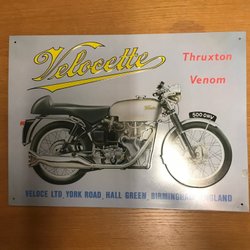 Velocette
Thruxton
Venom
500 DMV
VELOCE LTD, YORK ROAD, HALL GREEN, BIRMINGHAM, ENGLAND